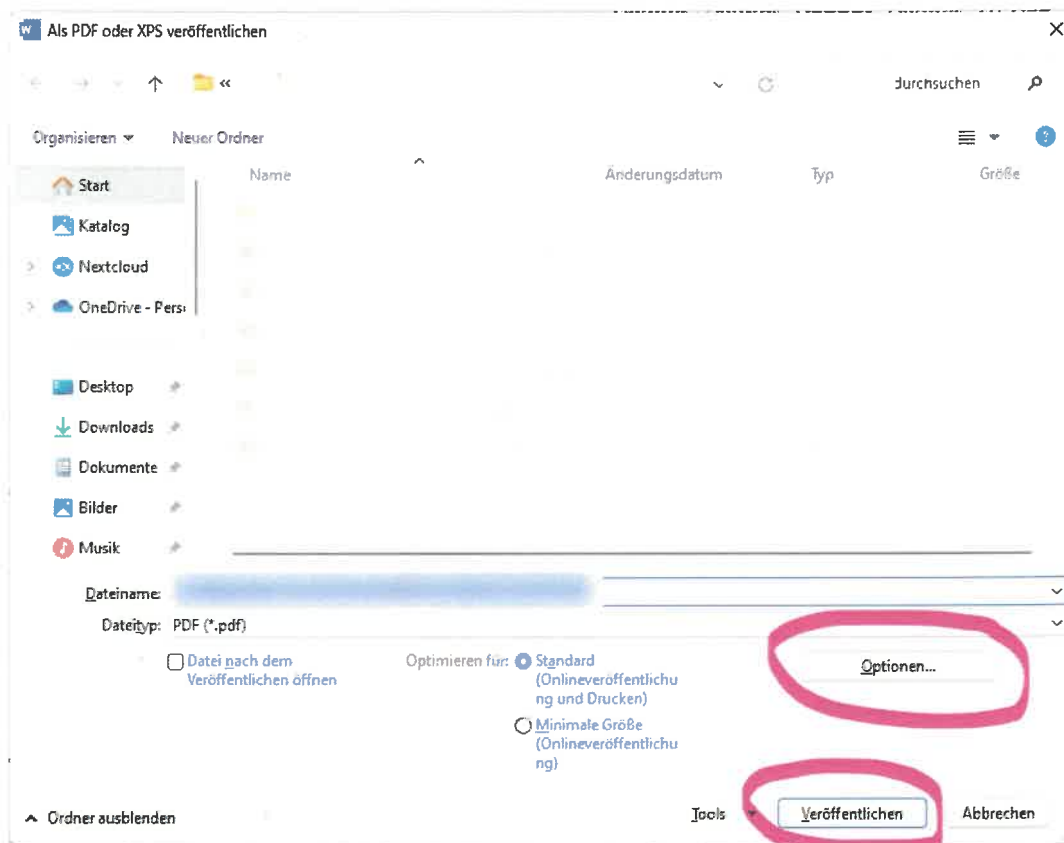 Als PDF oder XPS veröffentlichen
«
durchsuchen
Organisieren
Neuer Ordner
Start
Name
Änderungsdatum
Typ
Größe
Katalog
Nextcloud
OneDrive - Pers
Desktop
Downloads
Dokumente
Bilder
Musik
Dateiname:
Dateityp: PDF (*.pdf)
Datei nach dem
Veröffentlichen öffnen
Optimieren für:
Standard
(Onlineveröffentlichu
ng und Drucken)
Minimale Größe
(Onlineveröffentlichu
ng)
Optionen...
Ordner ausblenden
Tools
Veröffentlichen
Abbrechen